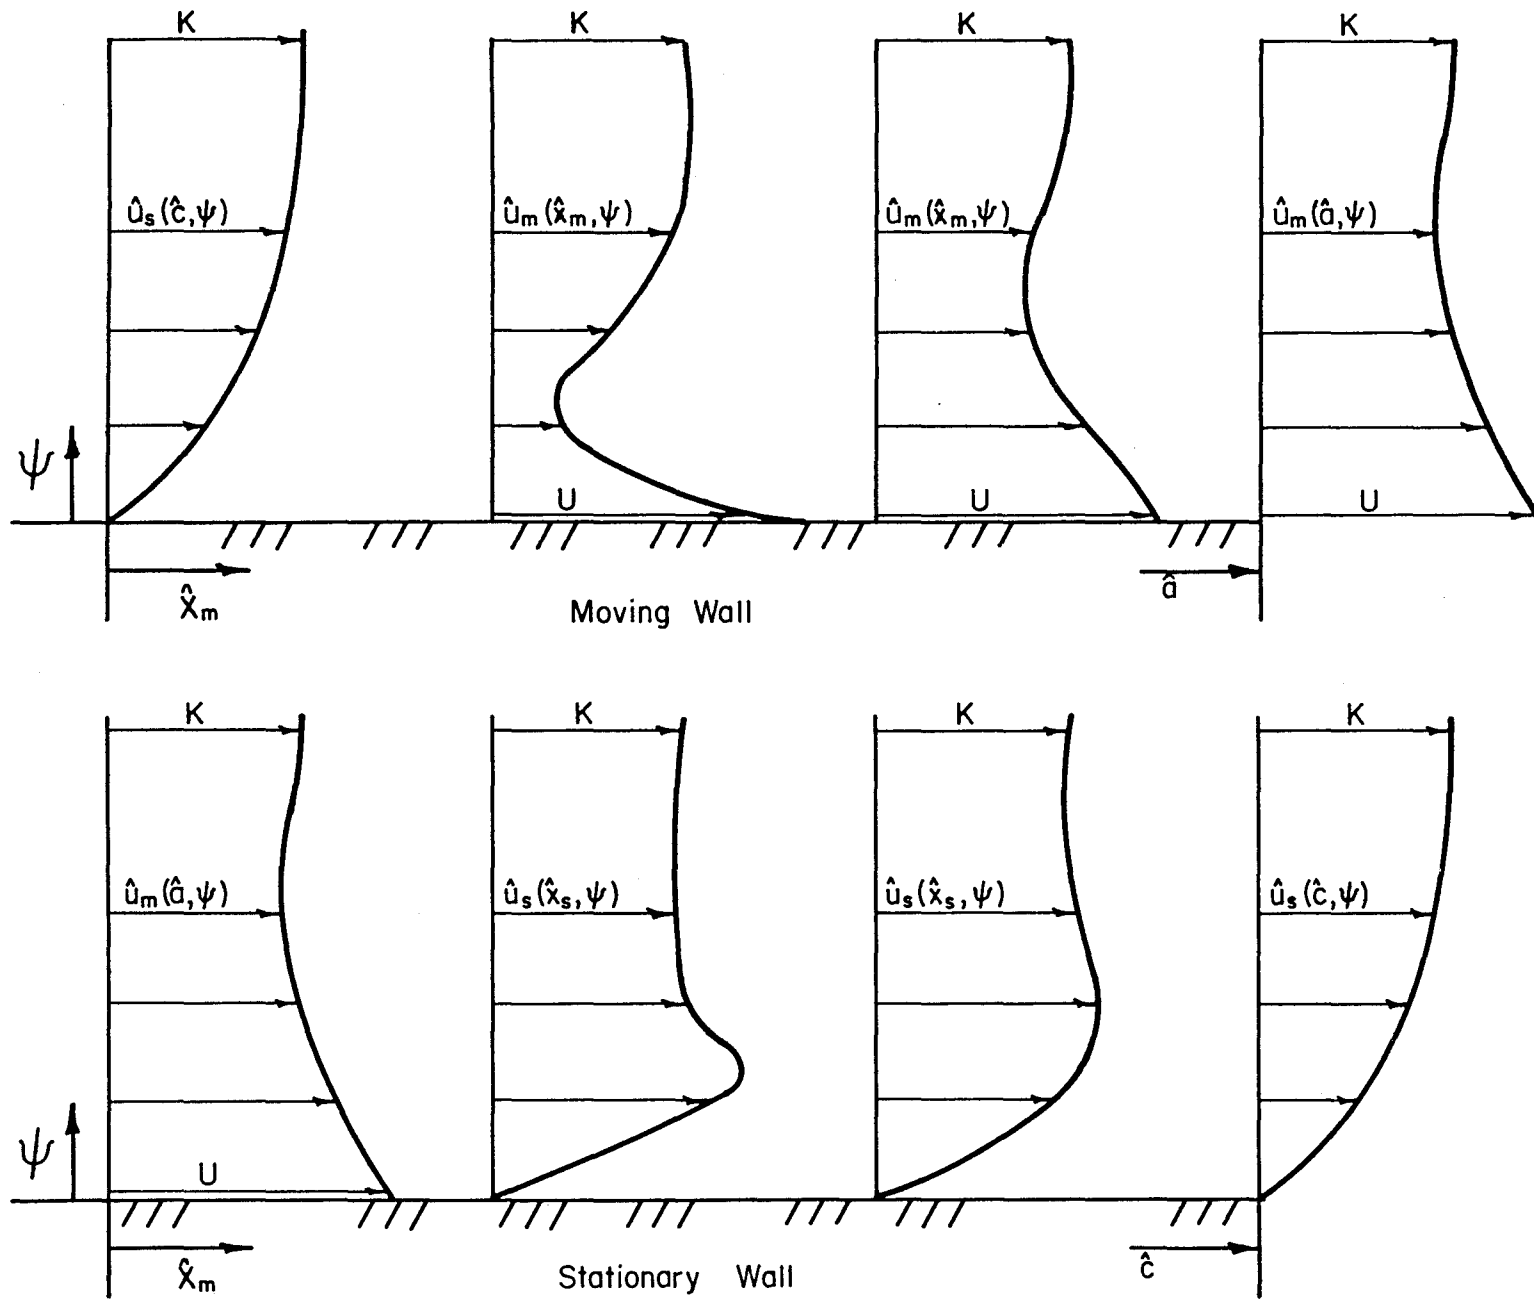 K K K K
û_s(ĉ,ψ) û_m(x̂_m,ψ) û_m(x̂_m,ψ) û_m(â,ψ)
ψ
U U U
x̂_m â
Moving Wall
K K K K
û_m(â,ψ) û_s(x̂_s,ψ) û_s(x̂_s,ψ) û_s(ĉ,ψ)
ψ
U
x̂_m ĉ
Stationary Wall